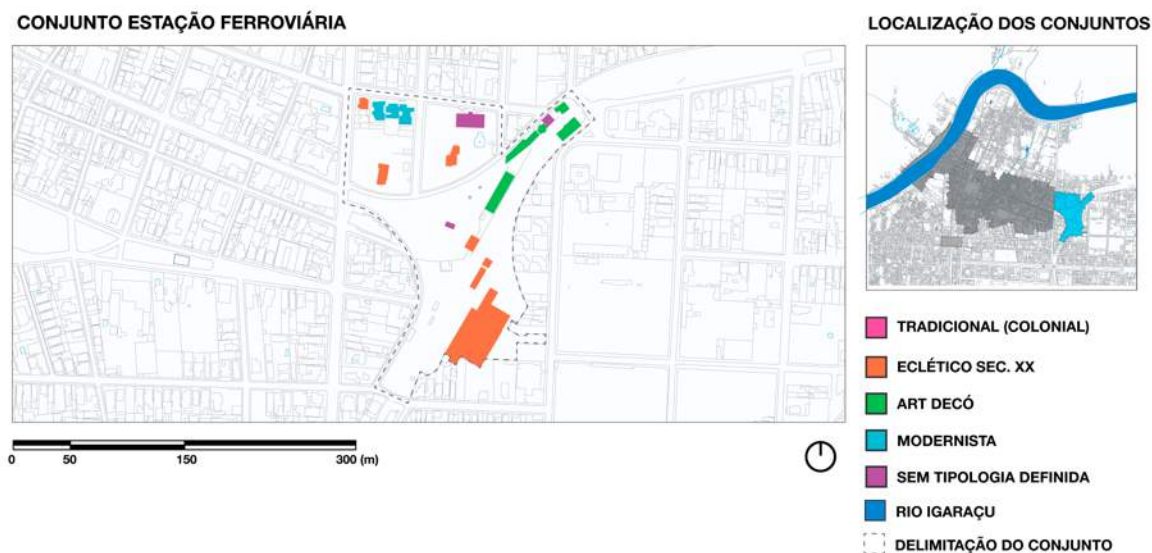 CONJUNTO ESTAÇÃO FERROVIÁRIA
LOCALIZAÇÃO DOS CONJUNTOS
TRADICIONAL (COLONIAL)
ECLÉTICO SEC. XX
ART DECÓ
MODERNISTA
SEM TIPOLOGIA DEFINIDA
RIO IGARAÇU
DELIMITAÇÃO DO CONJUNTO
0 50 150 300 (m)